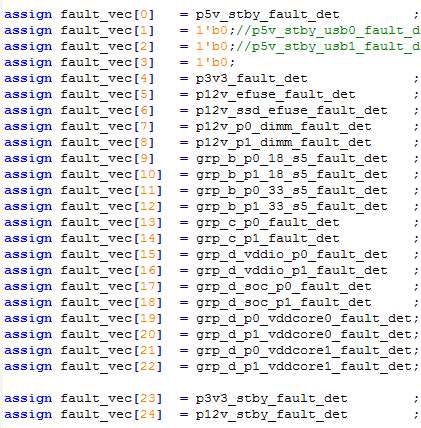 assign fault_vec[0] = p5v_stby_fault_det ;
assign fault_vec[1] = 1'b0;//p5v_stby_usb0_fault_d
assign fault_vec[2] = 1'b0;//p5v_stby_usb1_fault_d
assign fault_vec[3] = 1'b0;
assign fault_vec[4] = p3v3_fault_det ;
assign fault_vec[5] = p12v_efuse_fault_det ;
assign fault_vec[6] = p12v_ssd_efuse_fault_det ;
assign fault_vec[7] = p12v_p0_dimm_fault_det ;
assign fault_vec[8] = p12v_p1_dimm_fault_det ;
assign fault_vec[9] = grp_b_p0_18_s5_fault_det ;
assign fault_vec[10] = grp_b_p1_18_s5_fault_det ;
assign fault_vec[11] = grp_b_p0_33_s5_fault_det ;
assign fault_vec[12] = grp_b_p1_33_s5_fault_det ;
assign fault_vec[13] = grp_c_p0_fault_det ;
assign fault_vec[14] = grp_c_p1_fault_det ;
assign fault_vec[15] = grp_d_vddio_p0_fault_det ;
assign fault_vec[16] = grp_d_vddio_p1_fault_det ;
assign fault_vec[17] = grp_d_soc_p0_fault_det ;
assign fault_vec[18] = grp_d_soc_p1_fault_det ;
assign fault_vec[19] = grp_d_p0_vddcore0_fault_det;
assign fault_vec[20] = grp_d_p1_vddcore0_fault_det;
assign fault_vec[21] = grp_d_p0_vddcore1_fault_det;
assign fault_vec[22] = grp_d_p1_vddcore1_fault_det;
assign fault_vec[23] = p3v3_stby_fault_det ;
assign fault_vec[24] = p12v_stby_fault_det ;